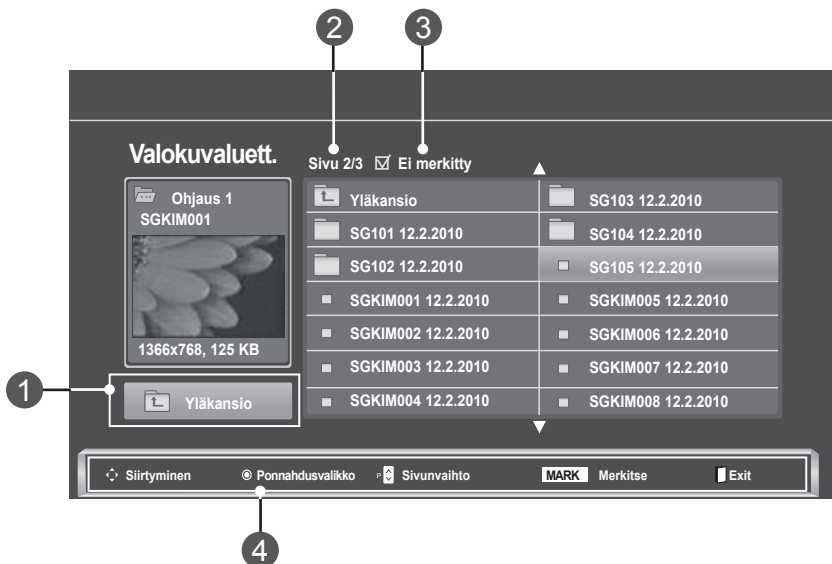 2 3
Valokuvaluett.
Sivu 2/3 Ei merkitty
Ohjaus 1
SGKIM001
1366x768, 125 KB
1
Yläkansio
Yläkansio
SG101 12.2.2010
SG102 12.2.2010
SGKIM001 12.2.2010
SGKIM002 12.2.2010
SGKIM003 12.2.2010
SGKIM004 12.2.2010
SG103 12.2.2010
SG104 12.2.2010
SG105 12.2.2010
SGKIM005 12.2.2010
SGKIM006 12.2.2010
SGKIM007 12.2.2010
SGKIM008 12.2.2010
Siirtyminen Ponnahdusvalikko P Sivunvaihto MARK Merkitse Exit
4